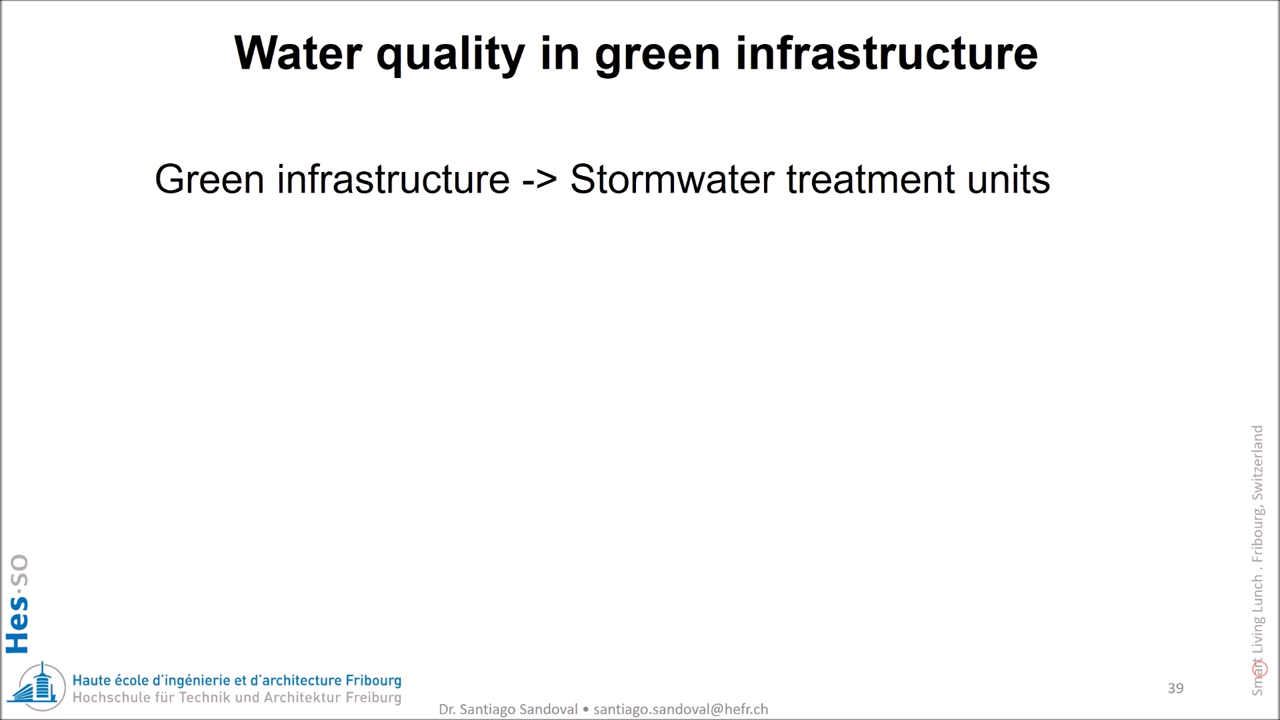 Water quality in green infrastructure
Green infrastructure -> Stormwater treatment units
Smart Living Lunch . Fribourg, Switzerland
Hes·so
Haute école d'ingénierie et d'architecture Fribourg
Hochschule für Technik und Architektur Freiburg
39
Dr. Santiago Sandoval • santiago.sandoval@hefr.ch